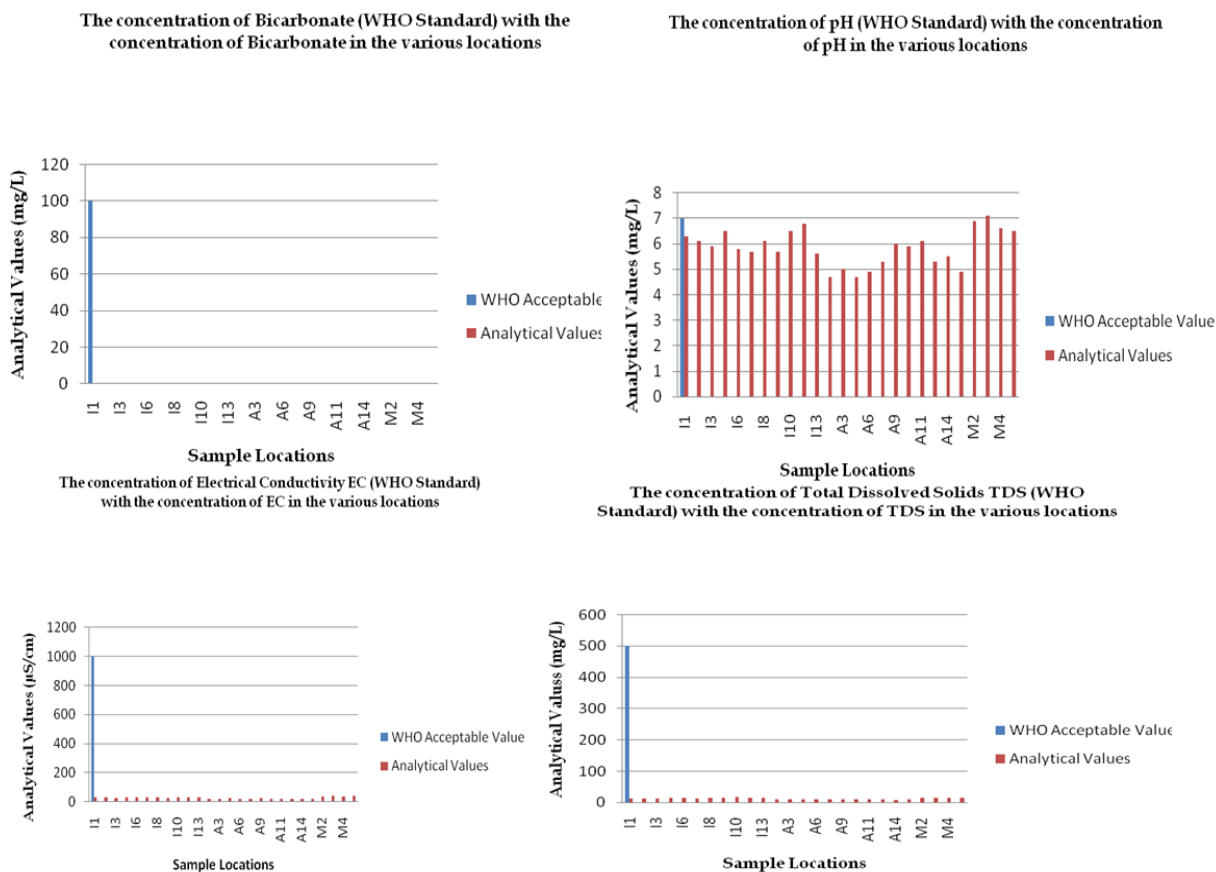 The concentration of Bicarbonate (WHO Standard) with the
concentration of Bicarbonate in the various locations
120
100
80
60
40
20
0
Analytical Values (mg/L)
I1 I3 I6 I8 I10 I13 A3 A6 A9 A11 A14 M2 M4
Sample Locations
WHO Acceptable
Analytical Values
The concentration of pH (WHO Standard) with the concentration
of pH in the various locations
8
7
6
5
4
3
2
1
0
Analytical Values (mg/L)
I1 I3 I6 I8 I10 I13 A3 A6 A9 A11 A14 M2 M4
Sample Locations
WHO Acceptable Value
Analytical Values
The concentration of Electrical Conductivity EC (WHO Standard)
with the concentration of EC in the various locations
1200
1000
800
600
400
200
0
Analytical Values (µS/cm)
I1 I3 I6 I8 I10 I13 A3 A6 A9 A11 A14 M2 M4
Sample Locations
WHO Acceptable Value
Analytical Values
The concentration of Total Dissolved Solids TDS (WHO
Standard) with the concentration of TDS in the various locations
600
500
400
300
200
100
0
Analytical Valuss (mg/L)
I1 I3 I6 I8 I10 I13 A3 A6 A9 A11 A14 M2 M4
Sample Locations
WHO Acceptable Value
Analytical Values